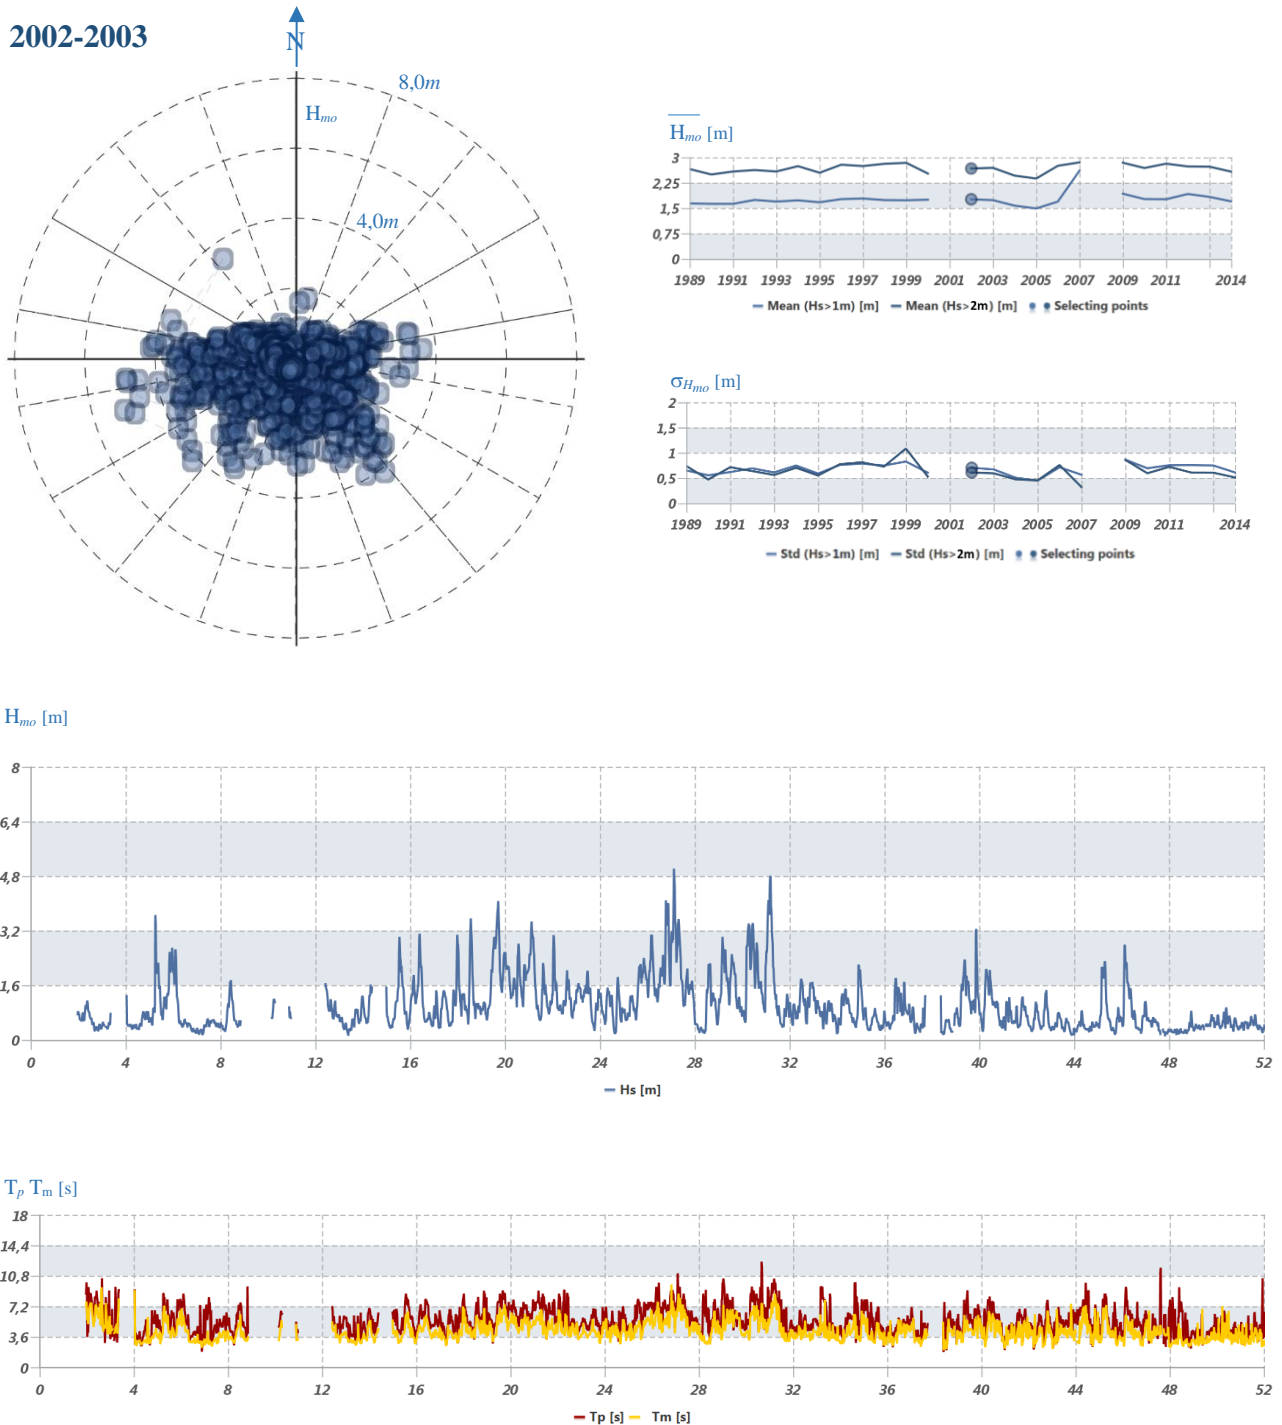 2002-2003
N
8,0m
Hmo
4,0m
Hmo [m]
3
2,25
1,5
0,75
0
1989 1991 1993 1995 1997 1999 2001 2003 2005 2007 2009 2011 2014
Mean (Hs>1m) [m] Mean (Hs>2m) [m] Selecting points
σHmo [m]
2
1,5
1
0,5
0
1989 1991 1993 1995 1997 1999 2001 2003 2005 2007 2009 2011 2014
Std (Hs>1m) [m] Std (Hs>2m) [m] Selecting points
Hmo [m]
8
6,4
4,8
3,2
1,6
0
0 4 8 12 16 20 24 28 32 36 40 44 48 52
Hs [m]
Tp Tm [s]
18
14,4
10,8
7,2
3,6
0
0 4 8 12 16 20 24 28 32 36 40 44 48 52
Tp [s] Tm [s]